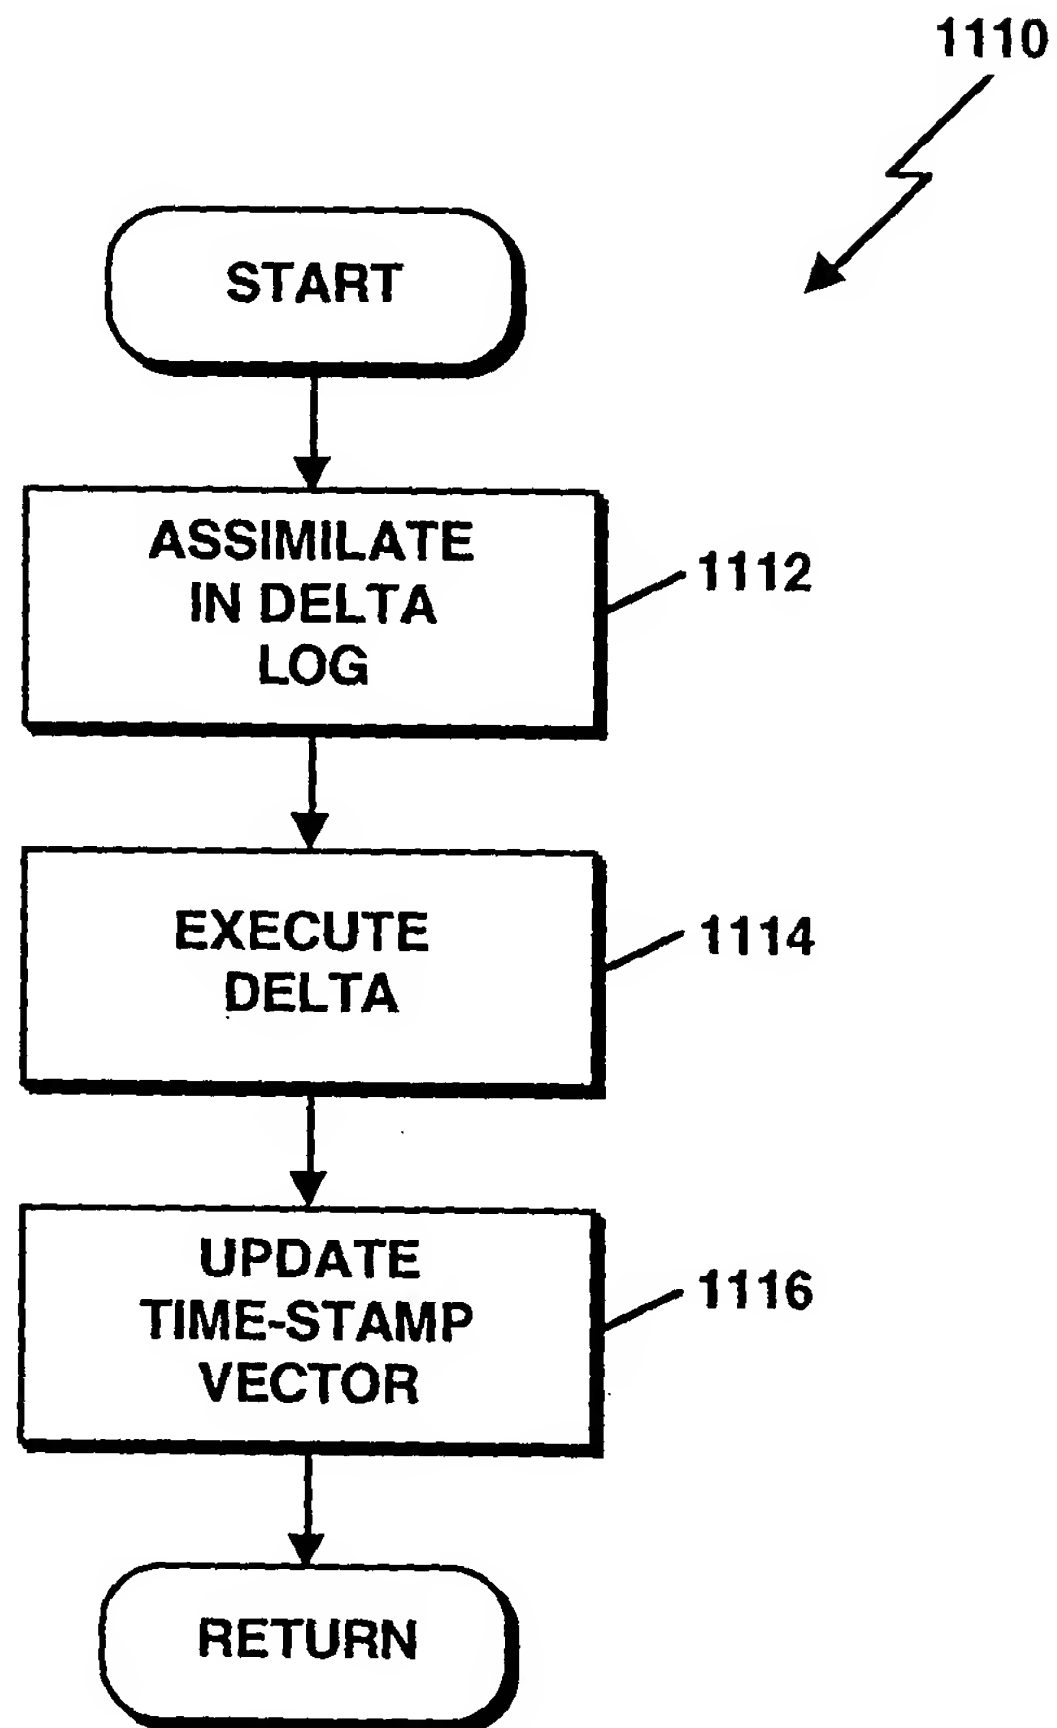 1110
START
ASSIMILATE
IN DELTA
LOG
1112
EXECUTE
DELTA
1114
UPDATE
TIME-STAMP
VECTOR
1116
RETURN